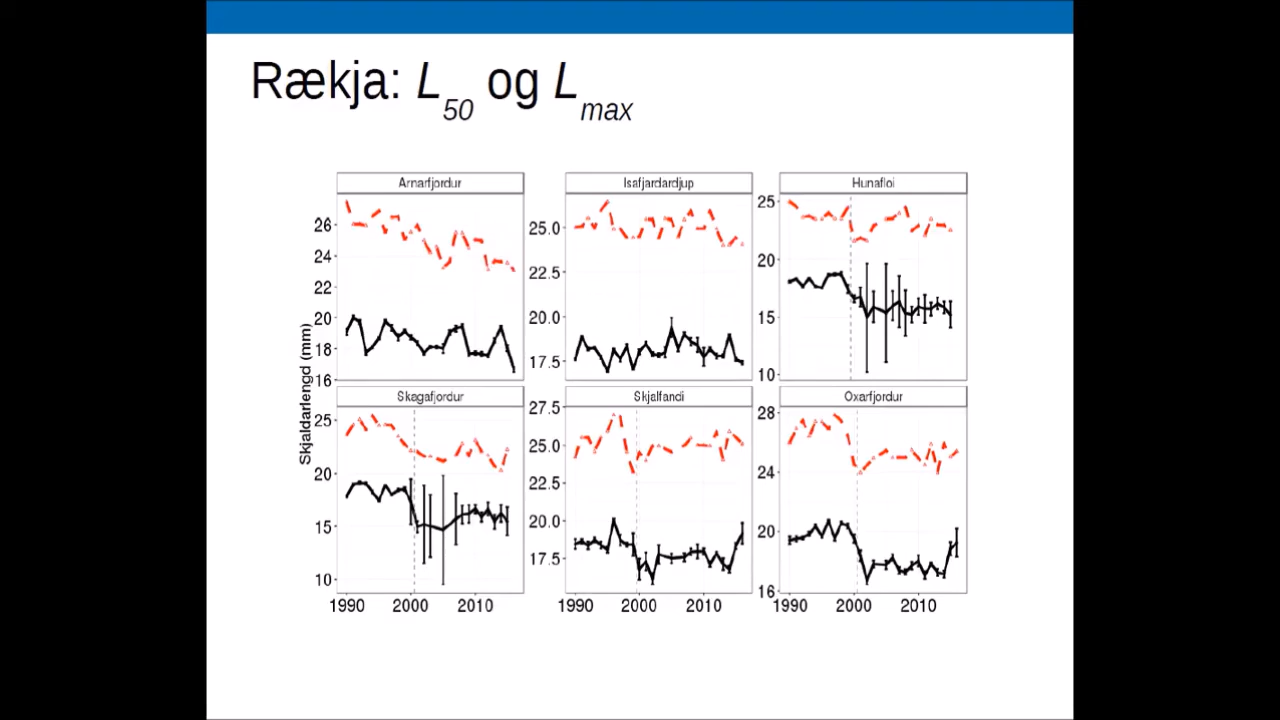 Rækja: L50 og Lmax
Arnarfjordur
Isafjardardjup
Hunafloi
26
24
22
20
18
16
25.0
22.5
20.0
17.5
25
20
15
10
Skjaldarlengd (mm)
Skagafjordur
Skjalfandi
Oxarfjordur
25
20
15
10
27.5
25.0
22.5
20.0
17.5
28
24
20
16
1990 2000 2010
1990 2000 2010
1990 2000 2010